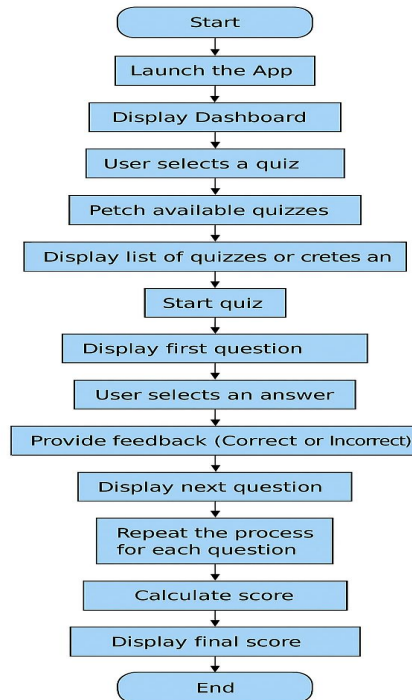 Start
Launch the App
Display Dashboard
User selects a quiz
Petch available quizzes
Display list of quizzes or cretes an
Start quiz
Display first question
User selects an answer
Provide feedback (Correct or Incorrect)
Display next question
Repeat the process
for each question
Calculate score
Display final score
End